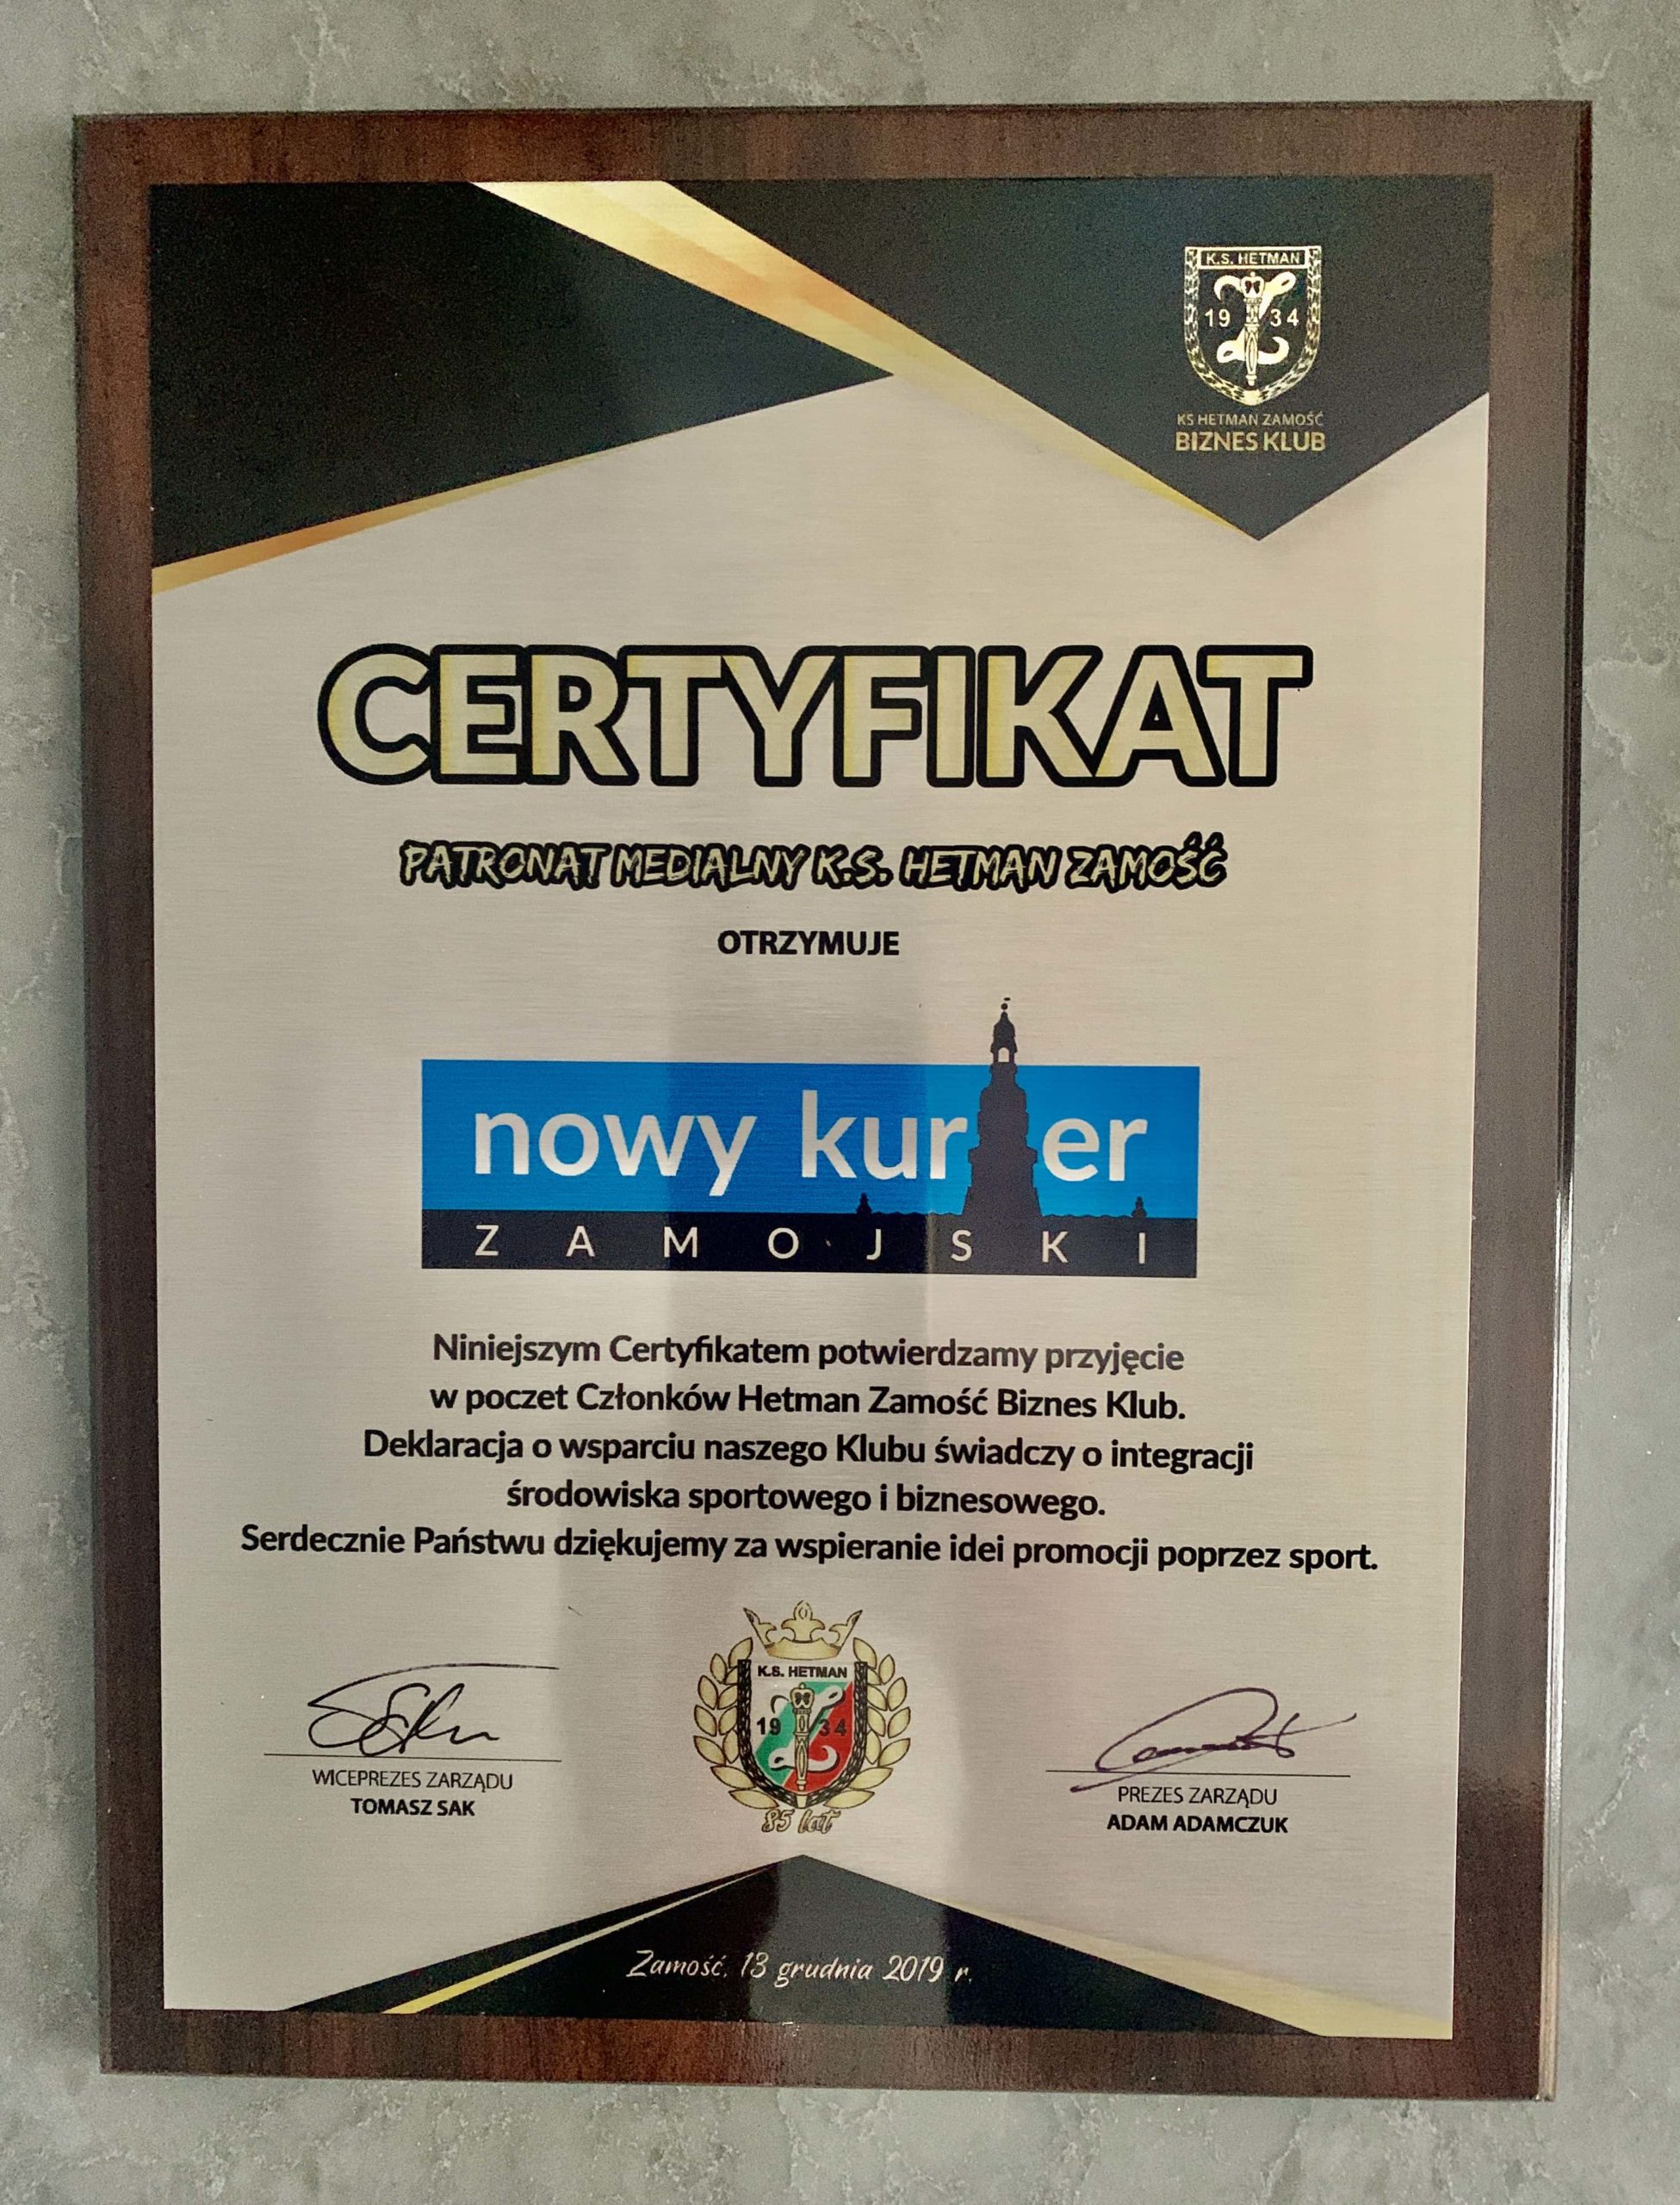 K.S. HETMAN
19 34
KS HETMAN ZAMOŚĆ
BIZNES KLUB
CERTYFIKAT
PATRONAT MEDIALNY K.S. HETMAN ZAMOŚĆ
OTRZYMUJE
nowy kurier
ZAMOJSKI
Niniejszym Certyfikatem potwierdzamy przyjęcie
w poczet Członków Hetman Zamość Biznes Klub.
Deklaracja o wsparciu naszego Klubu świadczy o integracji
środowiska sportowego i biznesowego.
Serdecznie Państwu dziękujemy za wspieranie idei promocji poprzez sport.
K.S. HETMAN
19 34
85 lat
WICEPREZES ZARZĄDU
TOMASZ SAK
PREZES ZARZĄDU
ADAM ADAMCZUK
Zamość, 13 grudnia 2019 r.